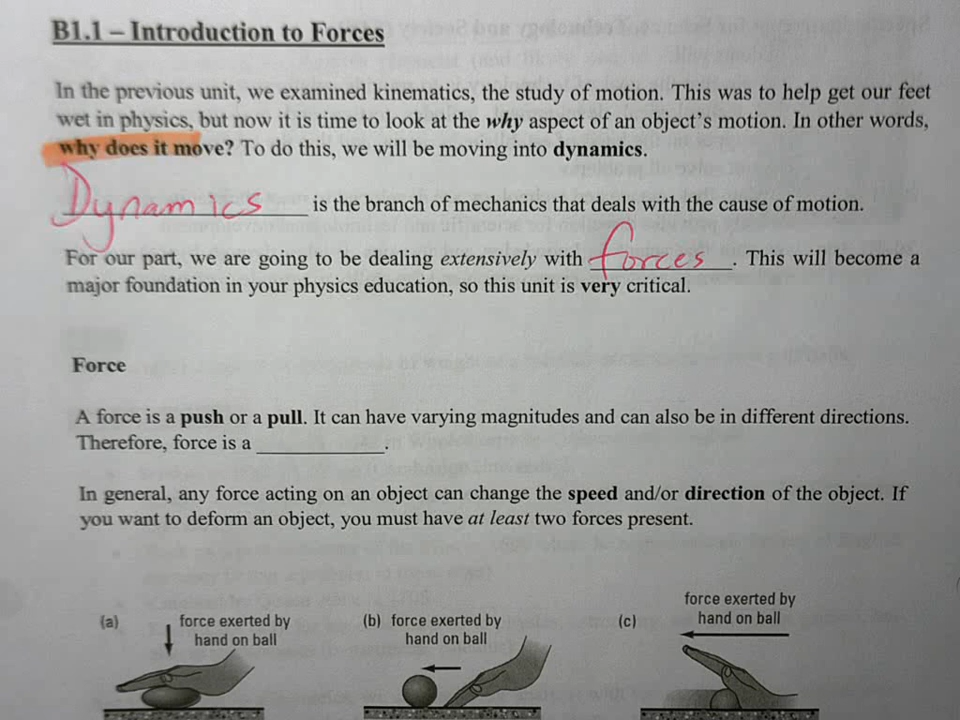 B1.1 – Introduction to Forces
In the previous unit, we examined kinematics, the study of motion. This was to help get our feet
wet in physics, but now it is time to look at the why aspect of an object's motion. In other words,
why does it move? To do this, we will be moving into dynamics.
Dynamics is the branch of mechanics that deals with the cause of motion.
For our part, we are going to be dealing extensively with forces. This will become a
major foundation in your physics education, so this unit is very critical.
Force
A force is a push or a pull. It can have varying magnitudes and can also be in different directions.
Therefore, force is a ____________.
In general, any force acting on an object can change the speed and/or direction of the object. If
you want to deform an object, you must have at least two forces present.
(a) force exerted by
hand on ball
(b) force exerted by
hand on ball
(c) force exerted by
hand on ball